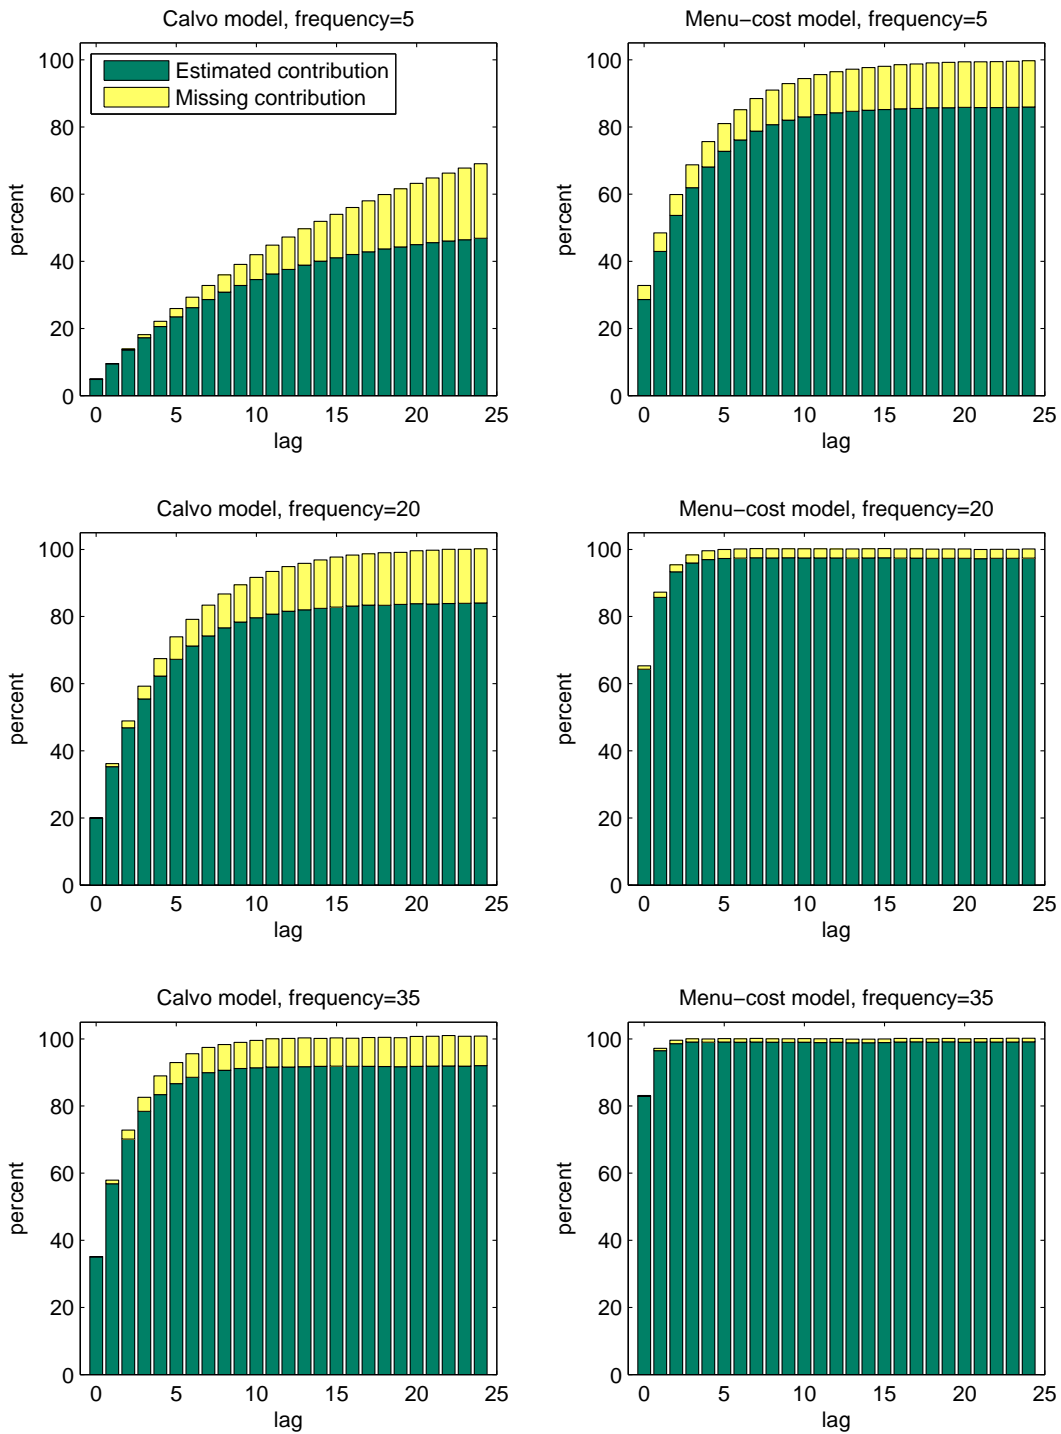 Calvo model, frequency=5
100
80
60
40
20
0
percent
Estimated contribution
Missing contribution
0 5 10 15 20 25
lag
Menu−cost model, frequency=5
100
80
60
40
20
0
percent
0 5 10 15 20 25
lag
Calvo model, frequency=20
100
80
60
40
20
0
percent
0 5 10 15 20 25
lag
Menu−cost model, frequency=20
100
80
60
40
20
0
percent
0 5 10 15 20 25
lag
Calvo model, frequency=35
100
80
60
40
20
0
percent
0 5 10 15 20 25
lag
Menu−cost model, frequency=35
100
80
60
40
20
0
percent
0 5 10 15 20 25
lag